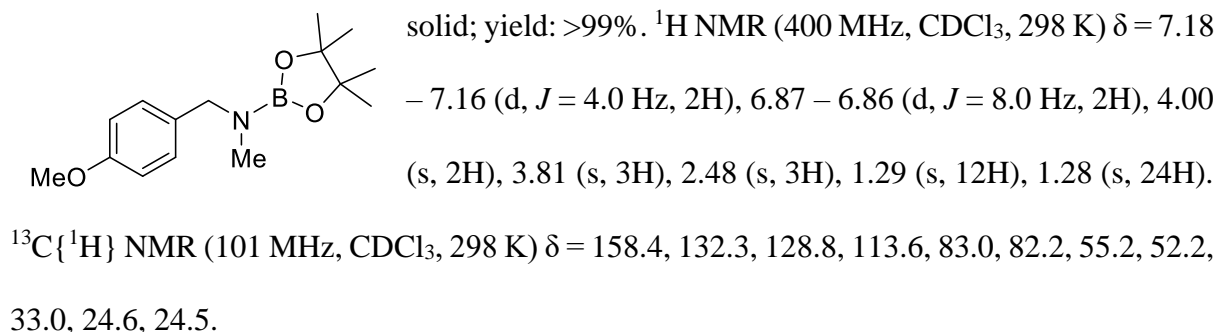 solid; yield: >99%. ¹H NMR (400 MHz, CDCl₃, 298 K) δ = 7.18
– 7.16 (d, J = 4.0 Hz, 2H), 6.87 – 6.86 (d, J = 8.0 Hz, 2H), 4.00
(s, 2H), 3.81 (s, 3H), 2.48 (s, 3H), 1.29 (s, 12H), 1.28 (s, 24H).
¹³C{¹H} NMR (101 MHz, CDCl₃, 298 K) δ = 158.4, 132.3, 128.8, 113.6, 83.0, 82.2, 55.2, 52.2,
33.0, 24.6, 24.5.
O
B
O
N
Me
MeO